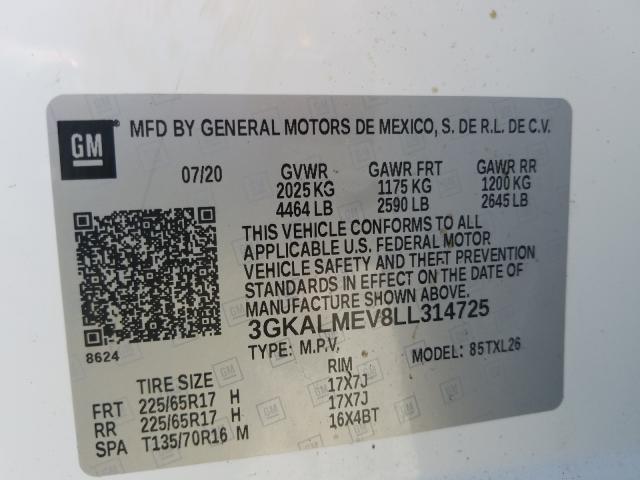 GM MFD BY GENERAL MOTORS DE MEXICO, S. DE R.L. DE C.V.
07/20 GVWR GAWR FRT GAWR RR
2025 KG 1175 KG 1200 KG
4464 LB 2590 LB 2645 LB
THIS VEHICLE CONFORMS TO ALL
APPLICABLE U.S. FEDERAL MOTOR
VEHICLE SAFETY AND THEFT PREVENTION
STANDARDS IN EFFECT ON THE DATE OF
MANUFACTURE SHOWN ABOVE.
3GKALMEV8LL314725
8624
TYPE: M.P.V. MODEL: 85TXL26
TIRE SIZE RIM
FRT 225/65R17 H 17X7J
RR 225/65R17 H 17X7J
SPA T135/70R16 M 16X4BT